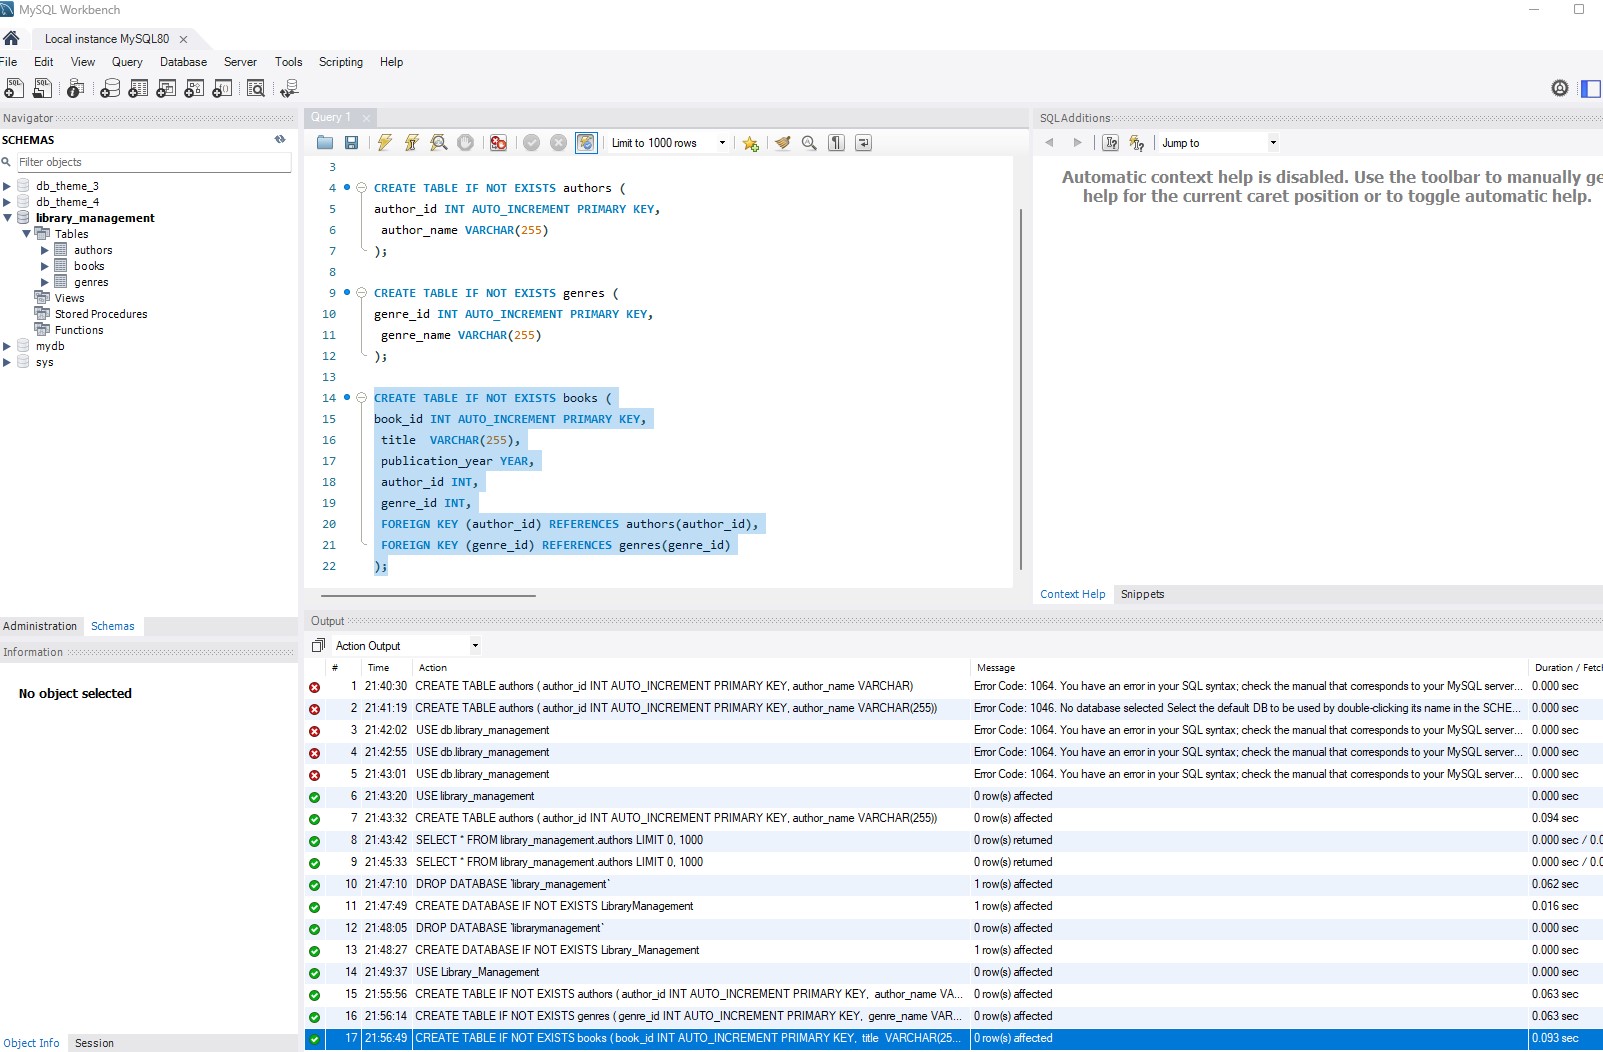 MySQL Workbench
Local instance MySQL80
File Edit View Query Database Server Tools Scripting Help
Navigator
SCHEMAS
Filter objects
db_theme_3
db_theme_4
library_management
Tables
authors
books
genres
Views
Stored Procedures
Functions
mydb
sys
Administration Schemas
Information
No object selected
Object Info Session
Query 1
Limit to 1000 rows
3
4 CREATE TABLE IF NOT EXISTS authors (
5 author_id INT AUTO_INCREMENT PRIMARY KEY,
6 author_name VARCHAR(255)
7 );
8
9 CREATE TABLE IF NOT EXISTS genres (
10 genre_id INT AUTO_INCREMENT PRIMARY KEY,
11 genre_name VARCHAR(255)
12 );
13
14 CREATE TABLE IF NOT EXISTS books (
15 book_id INT AUTO_INCREMENT PRIMARY KEY,
16 title VARCHAR(255),
17 publication_year YEAR,
18 author_id INT,
19 genre_id INT,
20 FOREIGN KEY (author_id) REFERENCES authors(author_id),
21 FOREIGN KEY (genre_id) REFERENCES genres(genre_id)
22 );
SQLAdditions
Jump to
Automatic context help is disabled. Use the toolbar to manually ge
help for the current caret position or to toggle automatic help.
Context Help Snippets
Output
Action Output
# Time Action Message Duration / Fetch
1 21:40:30 CREATE TABLE authors ( author_id INT AUTO_INCREMENT PRIMARY KEY, author_name VARCHAR) Error Code: 1064. You have an error in your SQL syntax; check the manual that corresponds to your MySQL server... 0.000 sec
2 21:41:19 CREATE TABLE authors ( author_id INT AUTO_INCREMENT PRIMARY KEY, author_name VARCHAR(255)) Error Code: 1046. No database selected Select the default DB to be used by double-clicking its name in the SCHE... 0.000 sec
3 21:42:02 USE db.library_management Error Code: 1064. You have an error in your SQL syntax; check the manual that corresponds to your MySQL server... 0.000 sec
4 21:42:55 USE db.library_management Error Code: 1064. You have an error in your SQL syntax; check the manual that corresponds to your MySQL server... 0.000 sec
5 21:43:01 USE db.library_management Error Code: 1064. You have an error in your SQL syntax; check the manual that corresponds to your MySQL server... 0.000 sec
6 21:43:20 USE library_management 0 row(s) affected 0.000 sec
7 21:43:32 CREATE TABLE authors ( author_id INT AUTO_INCREMENT PRIMARY KEY, author_name VARCHAR(255)) 0 row(s) affected 0.094 sec
8 21:43:42 SELECT * FROM library_management.authors LIMIT 0, 1000 0 row(s) returned 0.000 sec / 0.0
9 21:45:33 SELECT * FROM library_management.authors LIMIT 0, 1000 0 row(s) returned 0.000 sec / 0.0
10 21:47:10 DROP DATABASE `library_management` 1 row(s) affected 0.062 sec
11 21:47:49 CREATE DATABASE IF NOT EXISTS LibraryManagement 1 row(s) affected 0.016 sec
12 21:48:05 DROP DATABASE `librarymanagement` 0 row(s) affected 0.000 sec
13 21:48:27 CREATE DATABASE IF NOT EXISTS Library_Management 1 row(s) affected 0.000 sec
14 21:49:37 USE Library_Management 0 row(s) affected 0.000 sec
15 21:55:56 CREATE TABLE IF NOT EXISTS authors ( author_id INT AUTO_INCREMENT PRIMARY KEY, author_name VA... 0 row(s) affected 0.063 sec
16 21:56:14 CREATE TABLE IF NOT EXISTS genres ( genre_id INT AUTO_INCREMENT PRIMARY KEY, genre_name VAR... 0 row(s) affected 0.063 sec
17 21:56:49 CREATE TABLE IF NOT EXISTS books ( book_id INT AUTO_INCREMENT PRIMARY KEY, title VARCHAR(25... 0 row(s) affected 0.093 sec